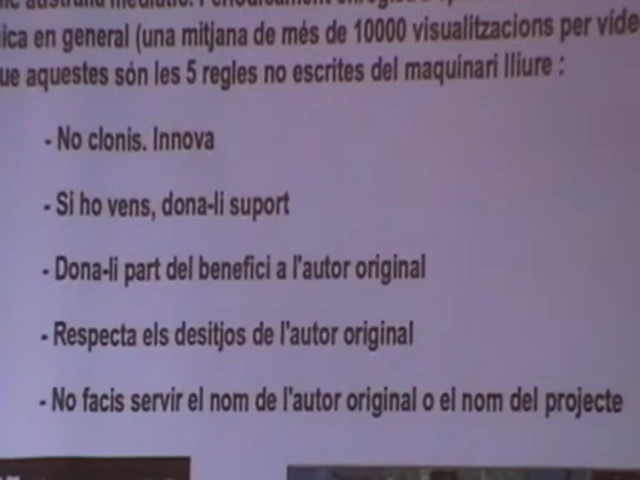 australià mediàtic. Periòdicament
ica en general (una mitjana de més de 10000 visualitzacions per víde
ue aquestes són les 5 regles no escrites del maquinari lliure :
- No clonis. Innova
- Si ho vens, dona-li suport
- Dona-li part del benefici a l'autor original
- Respecta els desitjos de l'autor original
- No facis servir el nom de l'autor original o el nom del projecte